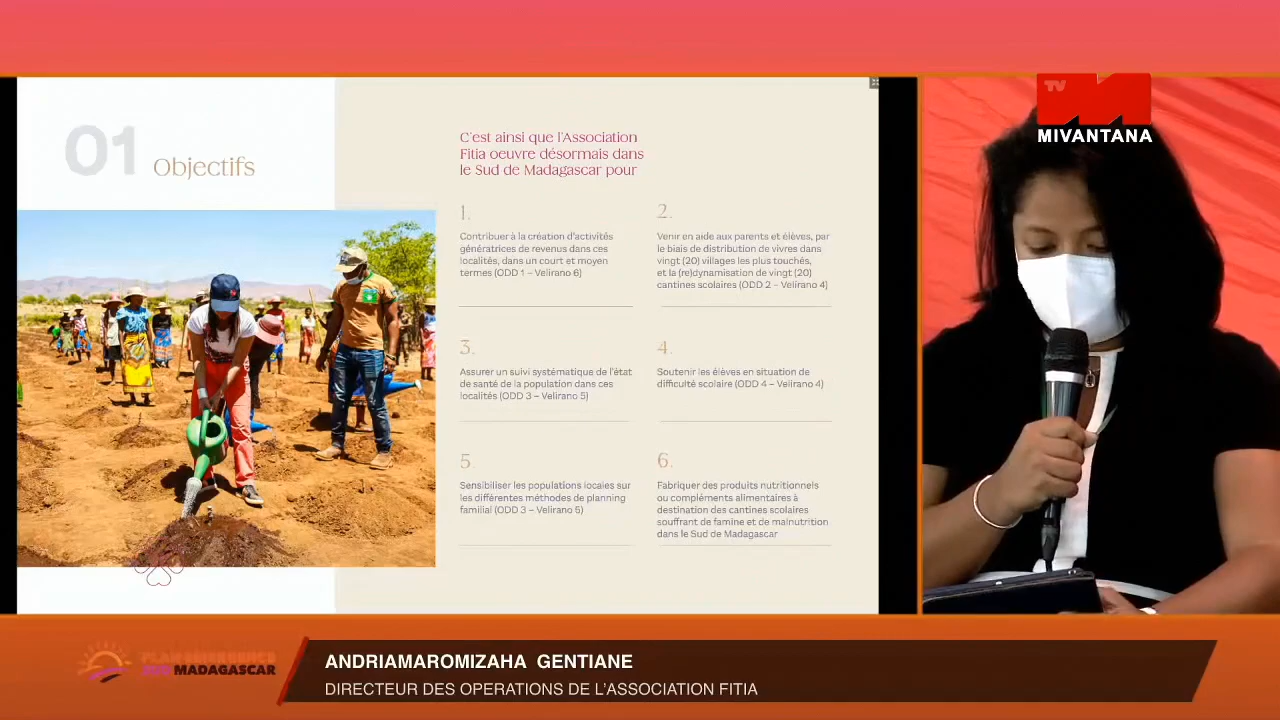 TV
MIVANTANA
01 Objectifs
C'est ainsi que l'Association
Fitia oeuvre désormais dans
le Sud de Madagascar pour
1.
Contribuer à la création d'activités
génératrices de revenus dans ces
localités, dans un court et moyen
termes (ODD 1 – Velirano 6)
2.
Venir en aide aux parents et élèves, par
le biais de distribution de vivres dans
vingt (20) villages les plus touchés,
et la (re)dynamisation de vingt (20)
cantines scolaires (ODD 2 – Velirano 4)
3.
Assurer un suivi systématique de l'état
de santé de la population dans ces
localités (ODD 3 – Velirano 5)
4.
Soutenir les élèves en situation de
difficulté scolaire (ODD 4 – Velirano 4)
5.
Sensibiliser les populations locales sur
les différentes méthodes de planning
familial (ODD 3 – Velirano 5)
6.
Fabriquer des produits nutritionnels
ou compléments alimentaires à
destination des cantines scolaires
souffrant de famine et de malnutrition
dans le Sud de Madagascar
MADAGASCAR
ANDRIAMAROMIZAHA GENTIANE
DIRECTEUR DES OPERATIONS DE L'ASSOCIATION FITIA